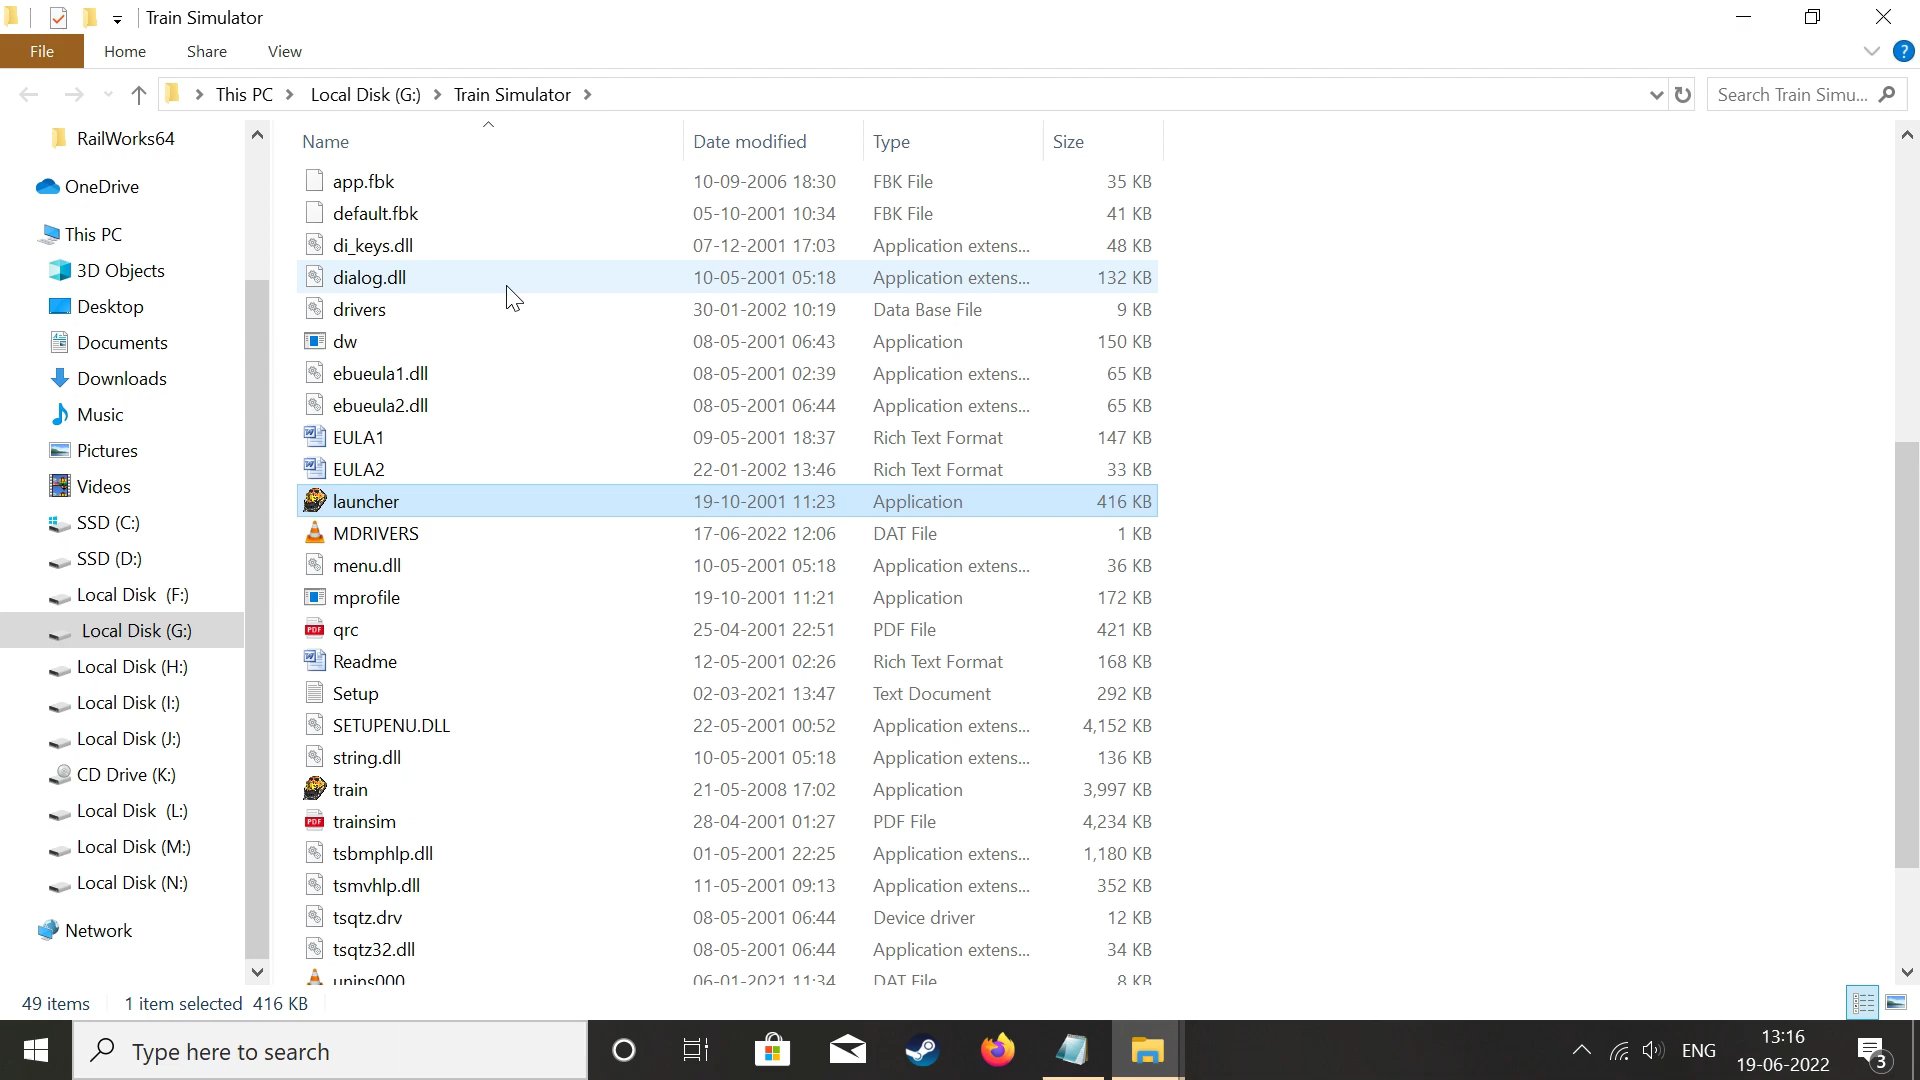 Train Simulator
File Home Share View
This PC Local Disk (G:) Train Simulator
Search Train Simu...
RailWorks64
OneDrive
This PC
3D Objects
Desktop
Documents
Downloads
Music
Pictures
Videos
SSD (C:)
SSD (D:)
Local Disk (F:)
Local Disk (G:)
Local Disk (H:)
Local Disk (I:)
Local Disk (J:)
CD Drive (K:)
Local Disk (L:)
Local Disk (M:)
Local Disk (N:)
Network
Name Date modified Type Size
app.fbk 10-09-2006 18:30 FBK File 35 KB
default.fbk 05-10-2001 10:34 FBK File 41 KB
di_keys.dll 07-12-2001 17:03 Application extens... 48 KB
dialog.dll 10-05-2001 05:18 Application extens... 132 KB
drivers 30-01-2002 10:19 Data Base File 9 KB
dw 08-05-2001 06:43 Application 150 KB
ebueula1.dll 08-05-2001 02:39 Application extens... 65 KB
ebueula2.dll 08-05-2001 06:44 Application extens... 65 KB
EULA1 09-05-2001 18:37 Rich Text Format 147 KB
EULA2 22-01-2002 13:46 Rich Text Format 33 KB
launcher 19-10-2001 11:23 Application 416 KB
MDRIVERS 17-06-2022 12:06 DAT File 1 KB
menu.dll 10-05-2001 05:18 Application extens... 36 KB
mprofile 19-10-2001 11:21 Application 172 KB
qrc 25-04-2001 22:51 PDF File 421 KB
Readme 12-05-2001 02:26 Rich Text Format 168 KB
Setup 02-03-2021 13:47 Text Document 292 KB
SETUPENU.DLL 22-05-2001 00:52 Application extens... 4,152 KB
string.dll 10-05-2001 05:18 Application extens... 136 KB
train 21-05-2008 17:02 Application 3,997 KB
trainsim 28-04-2001 01:27 PDF File 4,234 KB
tsbmphlp.dll 01-05-2001 22:25 Application extens... 1,180 KB
tsmvhlp.dll 11-05-2001 09:13 Application extens... 352 KB
tsqtz.drv 08-05-2001 06:44 Device driver 12 KB
tsqtz32.dll 08-05-2001 06:44 Application extens... 34 KB
unins000 06-01-2021 11:34 DAT File 8 KB
49 items 1 item selected 416 KB
Type here to search
ENG
13:16
19-06-2022
3